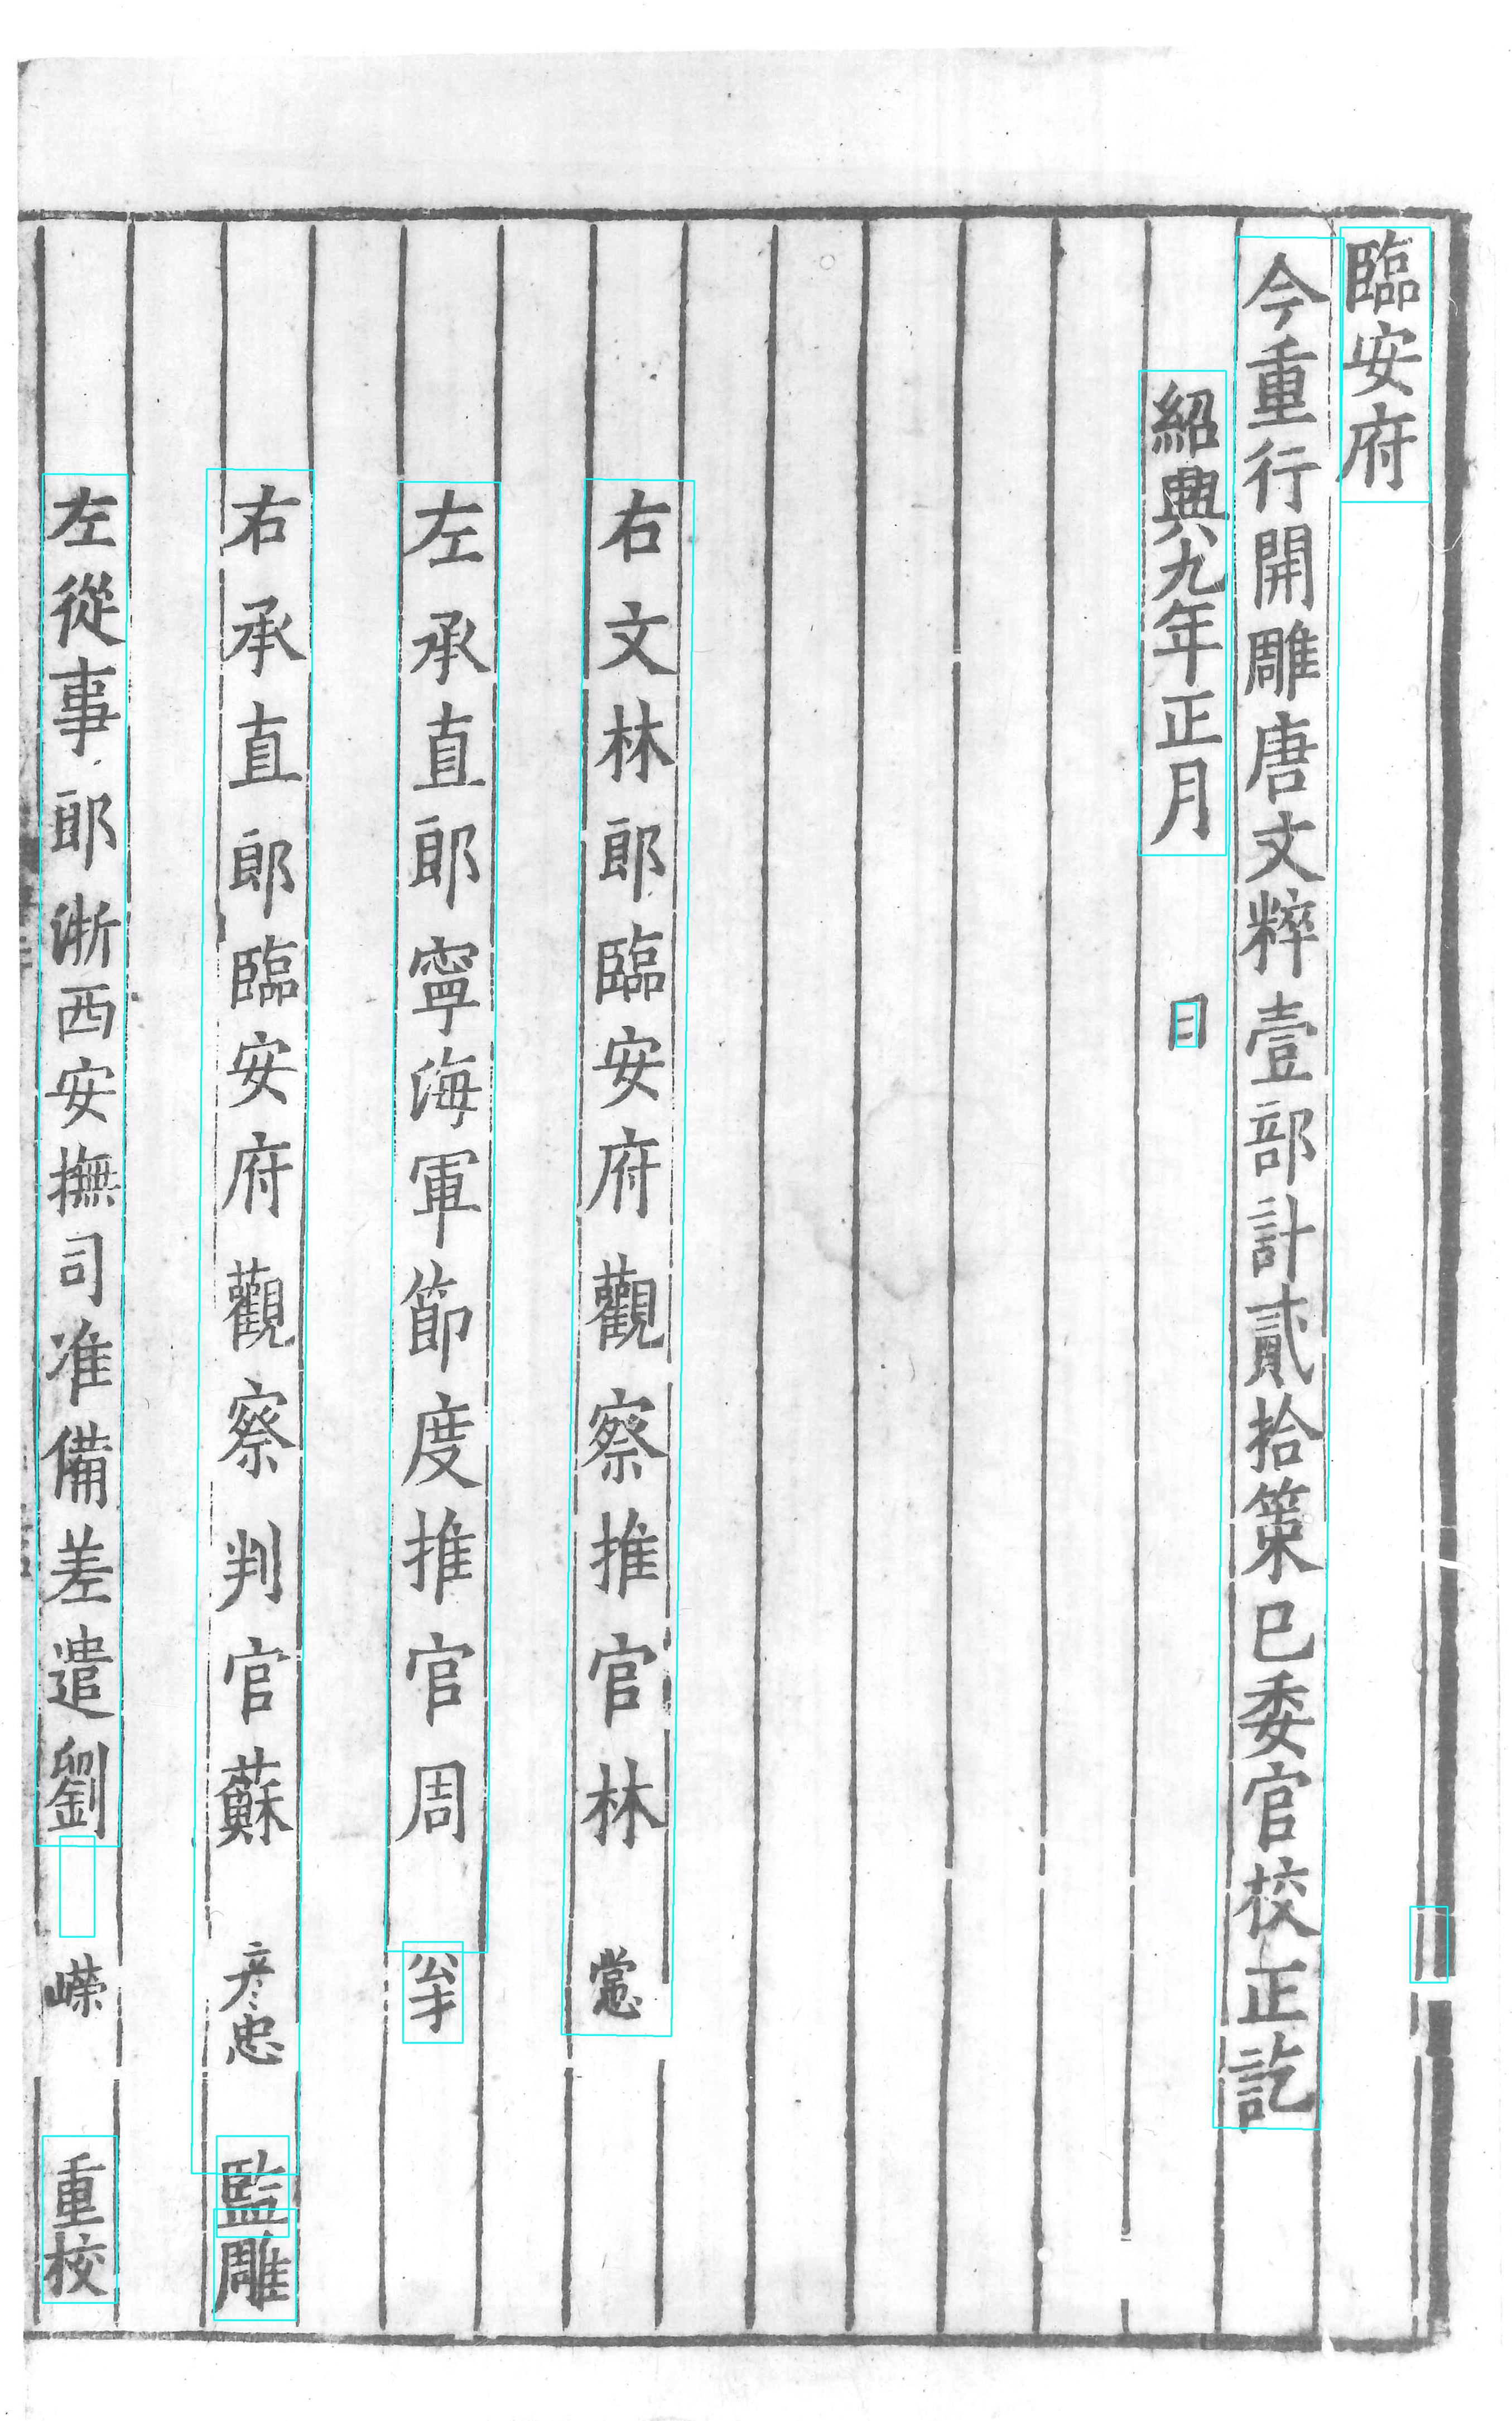 臨安府
今重行開雕唐文粹壹部計貳拾策已委官校正訖
紹興九年正月 日
右文林郎臨安府觀察推官林
左承直郎寧海軍節度推官周 公才
右承直郎臨安府觀察判官蘇 彥忠 監雕
左從事郎浙西安撫司准備差遣劉 嶸 重校